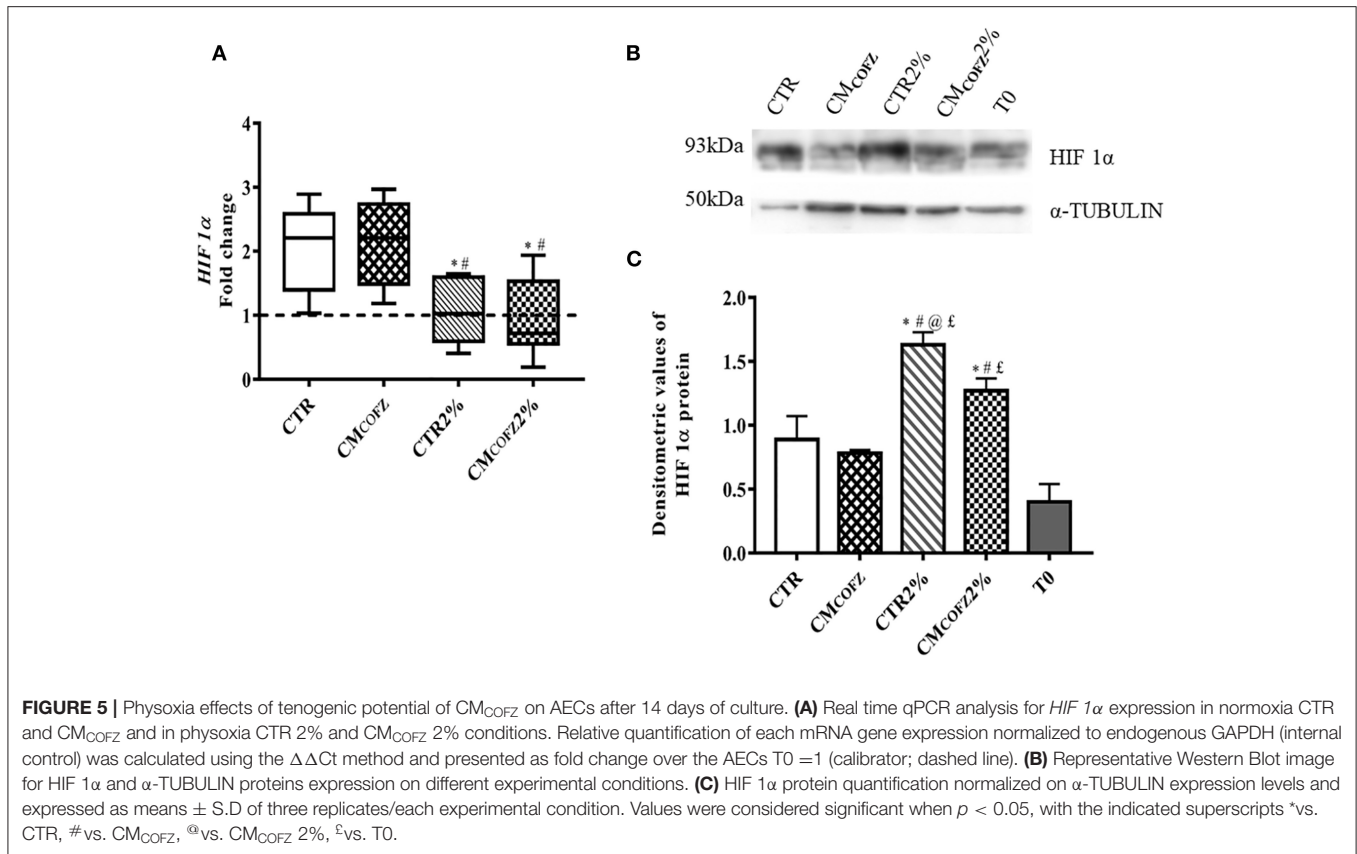 A
HIF 1α
Fold change
4
3
2
1
0
* #
* #
CTR
CMCOFZ
CTR2%
CMCOFZ2%
B
CTR
CMCOFZ
CTR2%
CMCOFZ2%
T0
93kDa
HIF 1α
50kDa
α-TUBULIN
C
Densitometric values of
HIF 1α protein
2.0
1.5
1.0
0.5
0.0
* # @ £
* # £
CTR
CMCOFZ
CTR2%
CMCOFZ2%
T0
FIGURE 5 | Physoxia effects of tenogenic potential of CMCOFZ on AECs after 14 days of culture. (A) Real time qPCR analysis for HIF 1α expression in normoxia CTR
and CMCOFZ and in physoxia CTR 2% and CMCOFZ 2% conditions. Relative quantification of each mRNA gene expression normalized to endogenous GAPDH (internal
control) was calculated using the ΔΔCt method and presented as fold change over the AECs T0 =1 (calibrator; dashed line). (B) Representative Western Blot image
for HIF 1α and α-TUBULIN proteins expression on different experimental conditions. (C) HIF 1α protein quantification normalized on α-TUBULIN expression levels and
expressed as means ± S.D of three replicates/each experimental condition. Values were considered significant when p < 0.05, with the indicated superscripts *vs.
CTR, #vs. CMCOFZ, @vs. CMCOFZ 2%, £vs. T0.